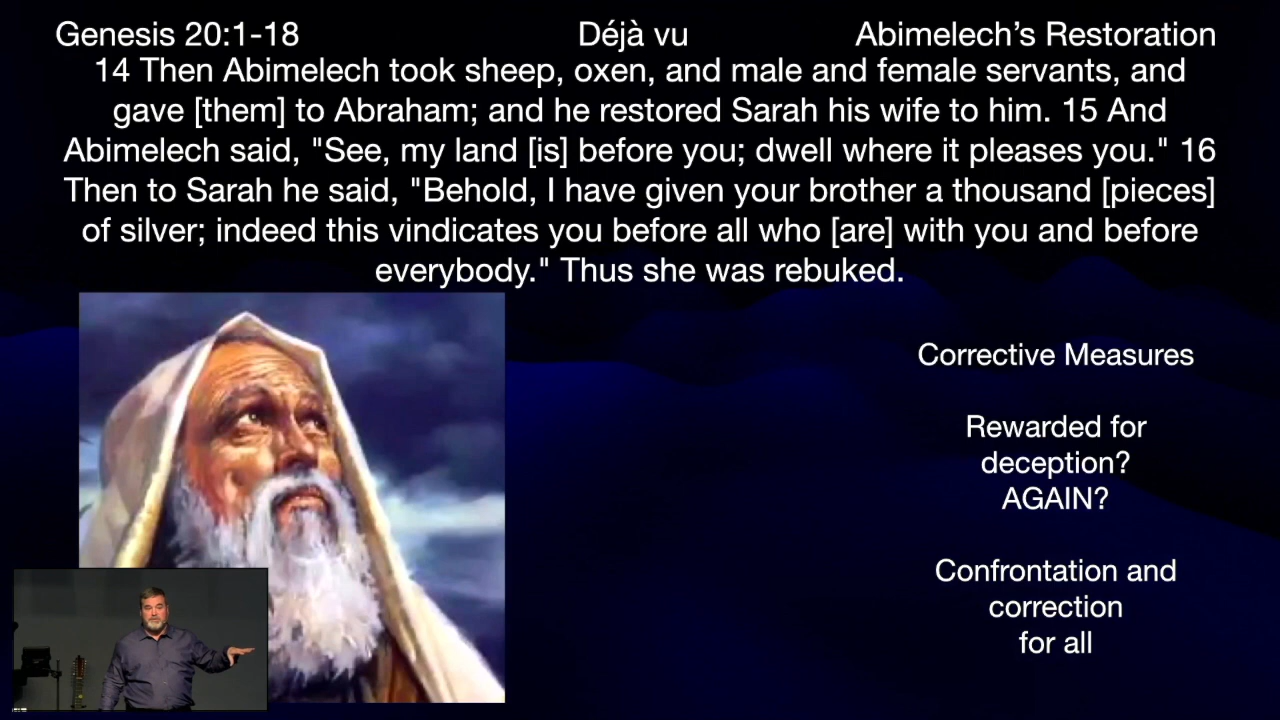 Genesis 20:1-18 Déjà vu Abimelech’s Restoration
14 Then Abimelech took sheep, oxen, and male and female servants, and
gave [them] to Abraham; and he restored Sarah his wife to him. 15 And
Abimelech said, "See, my land [is] before you; dwell where it pleases you." 16
Then to Sarah he said, "Behold, I have given your brother a thousand [pieces]
of silver; indeed this vindicates you before all who [are] with you and before
everybody." Thus she was rebuked.
Corrective Measures
Rewarded for
deception?
AGAIN?
Confrontation and
correction
for all